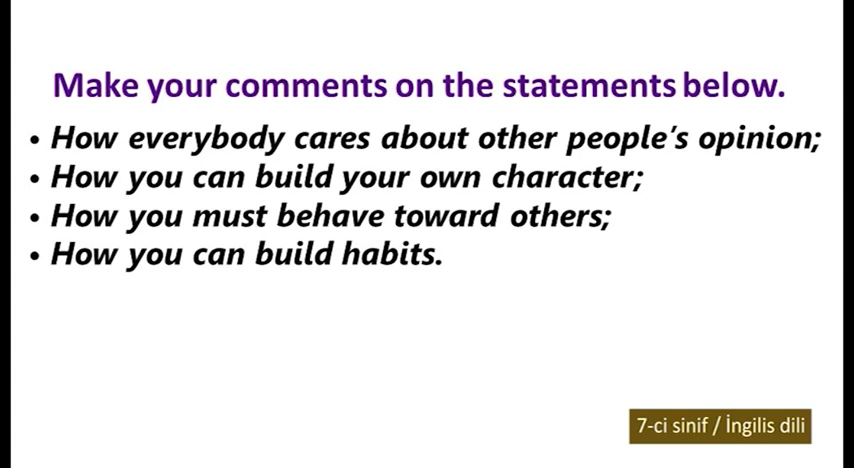 Make your comments on the statements below.
• How everybody cares about other people's opinion;
• How you can build your own character;
• How you must behave toward others;
• How you can build habits.
7-ci sinif / İngilis dili